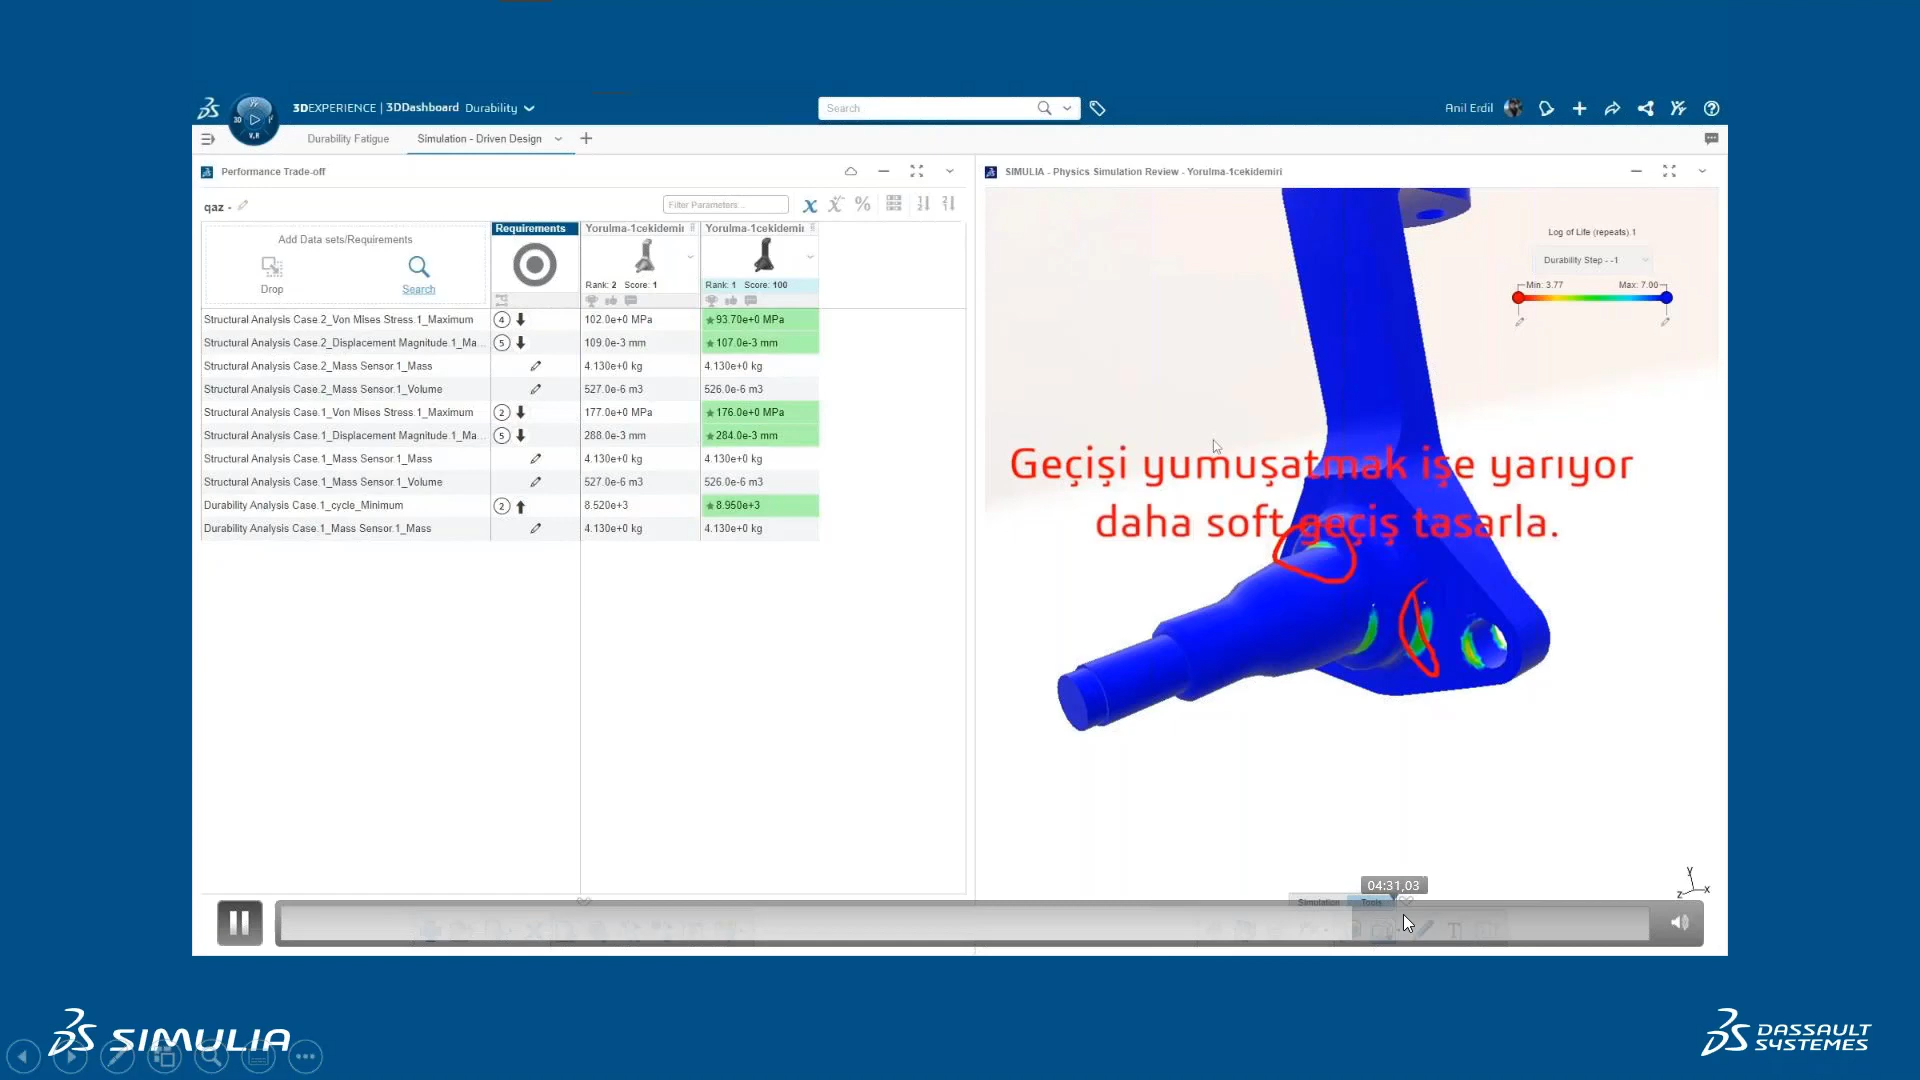 3DEXPERIENCE | 3DDashboard Durability
Search
Anil Erdil
3D
V,R
Durability Fatigue
Simulation - Driven Design
Performance Trade-off
SIMULIA - Physics Simulation Review - Yorulma-1cekidemiri
qaz -
Filter Parameters...
Add Data sets/Requirements
Drop
Search
Requirements
Yorulma-1cekidemir
Yorulma-1cekidemir
Rank: 2 Score: 1
Rank: 1 Score: 100
Structural Analysis Case.2_Von Mises Stress.1_Maximum 4 102.0e+0 MPa 93.70e+0 MPa
Structural Analysis Case.2_Displacement Magnitude.1_Ma... 5 109.0e-3 mm 107.0e-3 mm
Structural Analysis Case.2_Mass Sensor.1_Mass 4.130e+0 kg 4.130e+0 kg
Structural Analysis Case.2_Mass Sensor.1_Volume 527.0e-6 m3 526.0e-6 m3
Structural Analysis Case.1_Von Mises Stress.1_Maximum 2 177.0e+0 MPa 176.0e+0 MPa
Structural Analysis Case.1_Displacement Magnitude.1_Ma... 5 288.0e-3 mm 284.0e-3 mm
Structural Analysis Case.1_Mass Sensor.1_Mass 4.130e+0 kg 4.130e+0 kg
Structural Analysis Case.1_Mass Sensor.1_Volume 527.0e-6 m3 526.0e-6 m3
Durability Analysis Case.1_cycle_Minimum 2 8.520e+3 8.950e+3
Durability Analysis Case.1_Mass Sensor.1_Mass 4.130e+0 kg 4.130e+0 kg
Log of Life (repeats).1
Durability Step - -1
Min: 3.77 Max: 7.00
Geçişi yumuşatmak işe yarıyor
daha soft geçiş tasarla.
y
z x
04:31,03
Simulation Tools
SIMULIA
DASSAULT
SYSTEMES